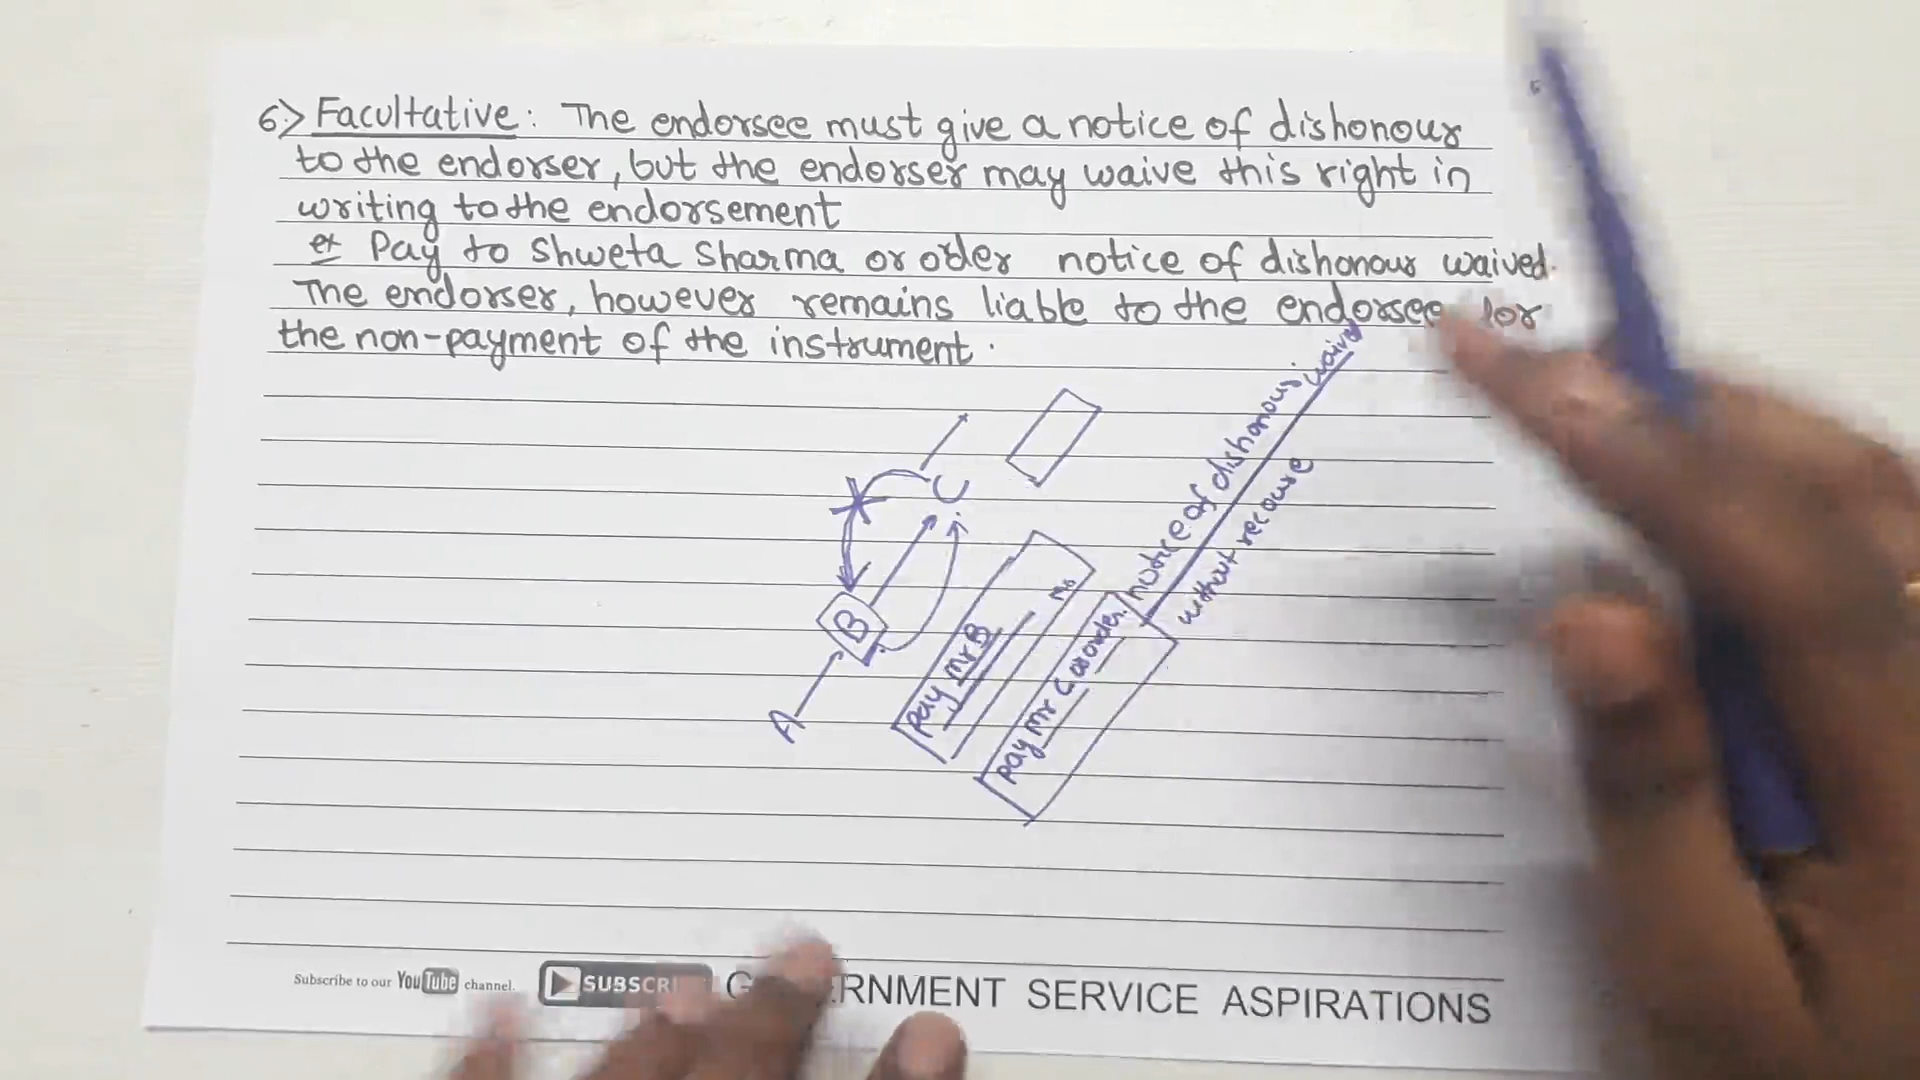 6> Facultative: The endorsee must give a notice of dishonour
to the endorser, but the endorser may waive this right in
writing to the endorsement
ex Pay to Shweta Sharma or order notice of dishonour waived.
The endorser, however remains liable to the endorsee for
the non-payment of the instrument.
C
B
A
pay Mr B
Mr
pay Mr C or order. notice of dishonour waived
without recourse
Subscribe to our YouTube channel. SUBSCRI G RNMENT SERVICE ASPIRATIONS